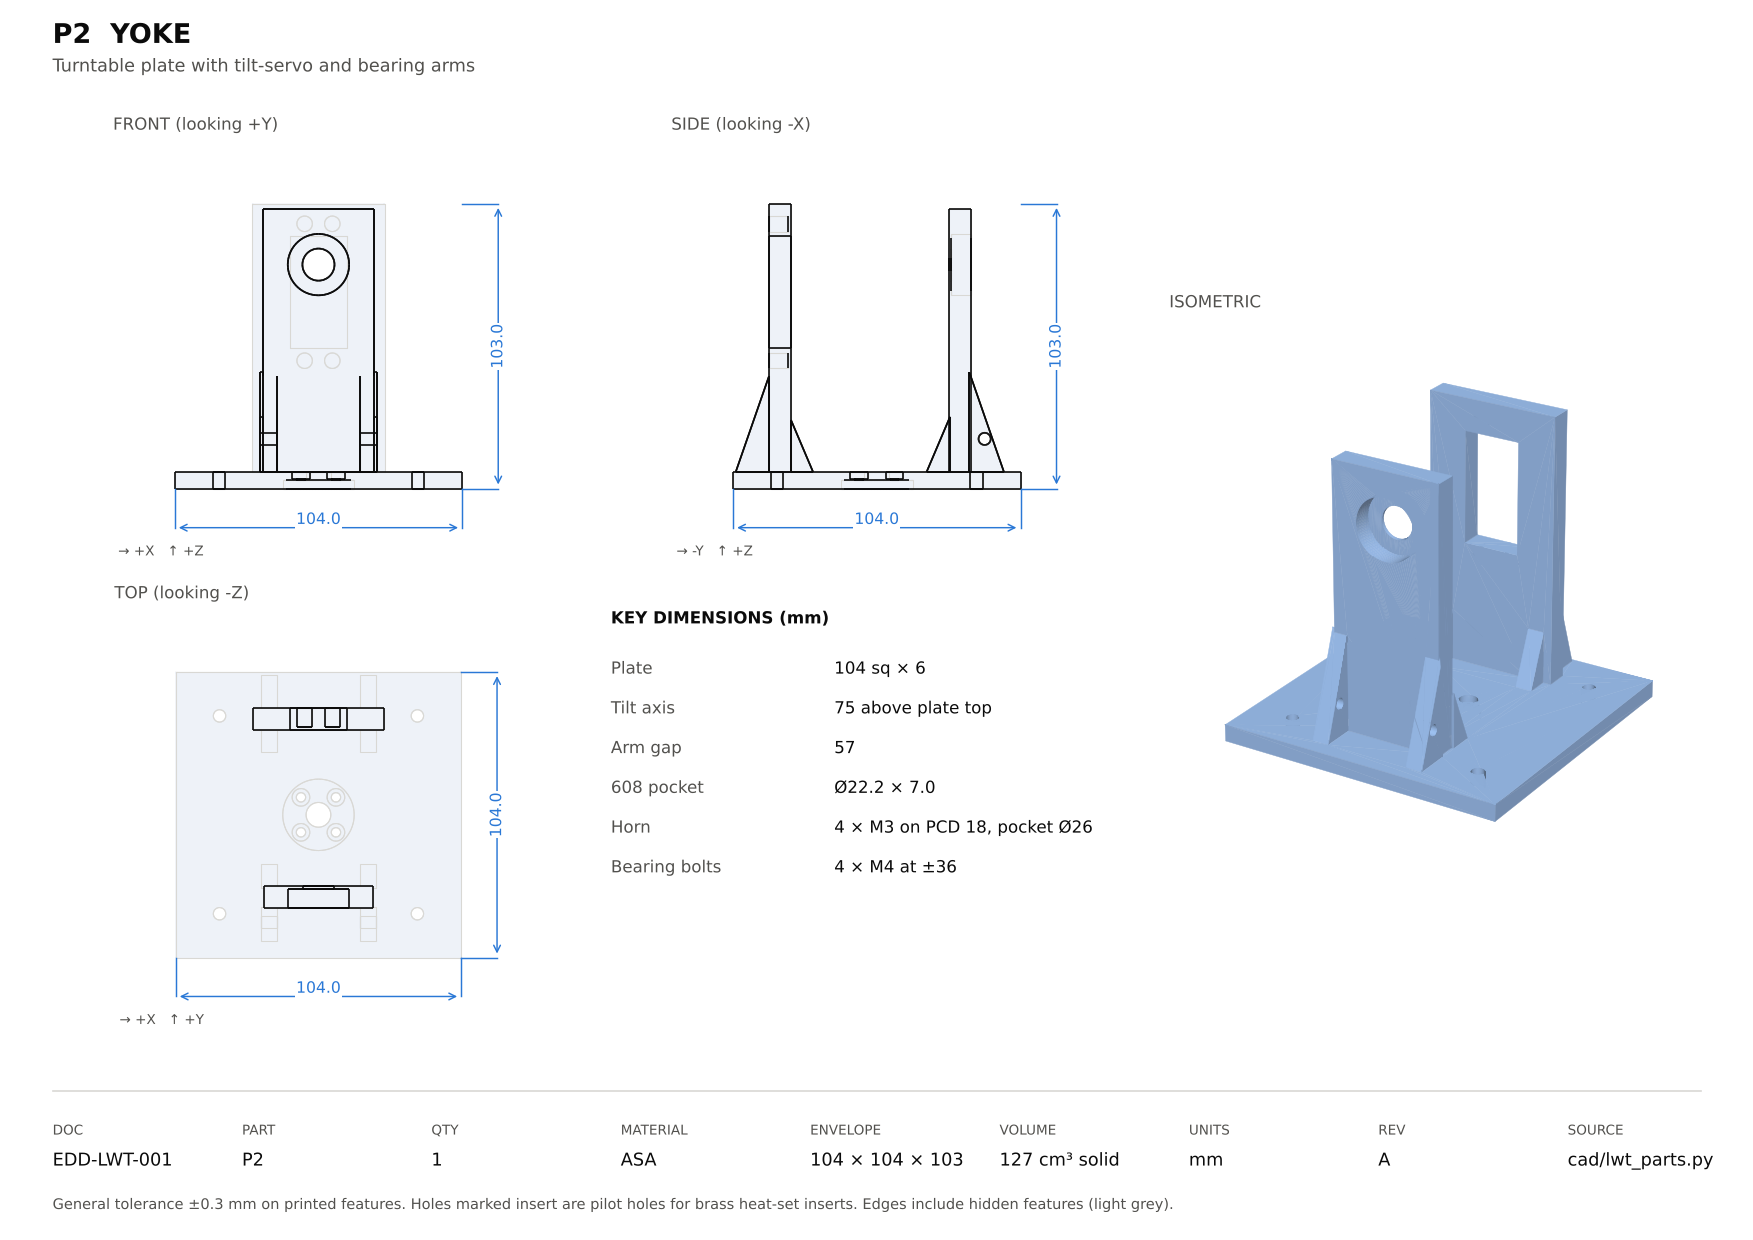 P2 YOKE
Turntable plate with tilt-servo and bearing arms
FRONT (looking +Y)
SIDE (looking -X)
ISOMETRIC
103.0
103.0
104.0
104.0
→ +X ↑ +Z
→ -Y ↑ +Z
TOP (looking -Z)
KEY DIMENSIONS (mm)
Plate 104 sq × 6
Tilt axis 75 above plate top
Arm gap 57
608 pocket Ø22.2 × 7.0
Horn 4 × M3 on PCD 18, pocket Ø26
Bearing bolts 4 × M4 at ±36
104.0
104.0
→ +X ↑ +Y
DOC PART QTY MATERIAL ENVELOPE VOLUME UNITS REV SOURCE
EDD-LWT-001 P2 1 ASA 104 × 104 × 103 127 cm³ solid mm A cad/lwt_parts.py
General tolerance ±0.3 mm on printed features. Holes marked insert are pilot holes for brass heat-set inserts. Edges include hidden features (light grey).